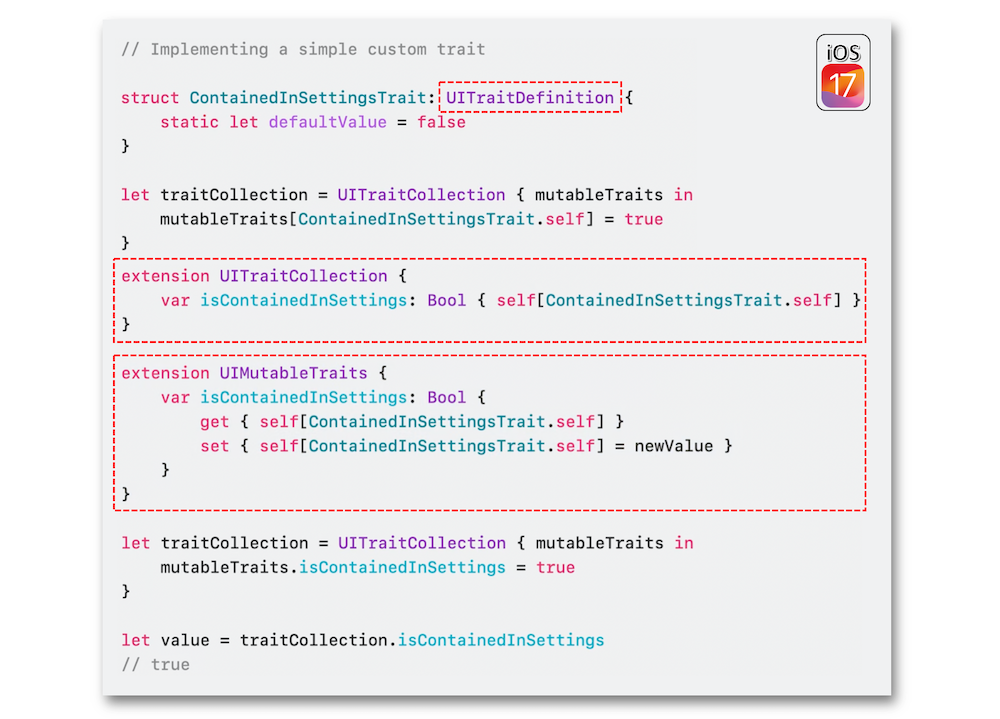 // Implementing a simple custom trait
iOS
17
struct ContainedInSettingsTrait: UITraitDefinition {
    static let defaultValue = false
}
let traitCollection = UITraitCollection { mutableTraits in
    mutableTraits[ContainedInSettingsTrait.self] = true
}
extension UITraitCollection {
    var isContainedInSettings: Bool { self[ContainedInSettingsTrait.self] }
}
extension UIMutableTraits {
    var isContainedInSettings: Bool {
        get { self[ContainedInSettingsTrait.self] }
        set { self[ContainedInSettingsTrait.self] = newValue }
    }
}
let traitCollection = UITraitCollection { mutableTraits in
    mutableTraits.isContainedInSettings = true
}
let value = traitCollection.isContainedInSettings
// true